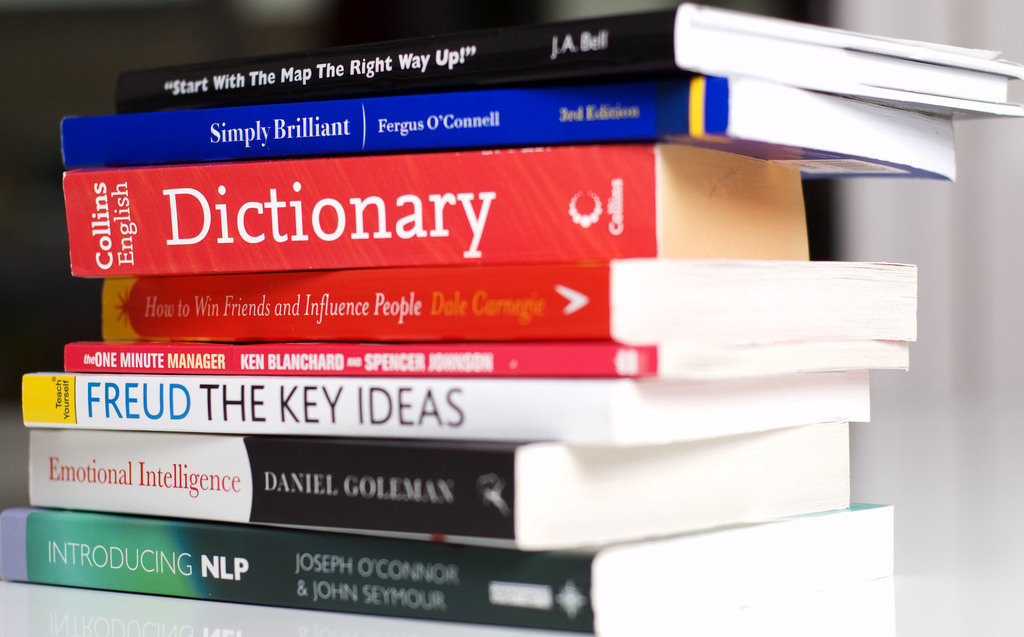 "Start With The Map The Right Way Up!" J.A. Bell
Simply Brilliant Fergus O'Connell 3rd Edition
Collins
English
Dictionary
Collins
How to Win Friends and Influence People Dale Carnegie
the ONE MINUTE MANAGER KEN BLANCHARD AND SPENCER JOHNSON
Teach
Yourself
FREUD THE KEY IDEAS
Emotional Intelligence DANIEL GOLEMAN
INTRODUCING NLP
JOSEPH O'CONNOR
& JOHN SEYMOUR